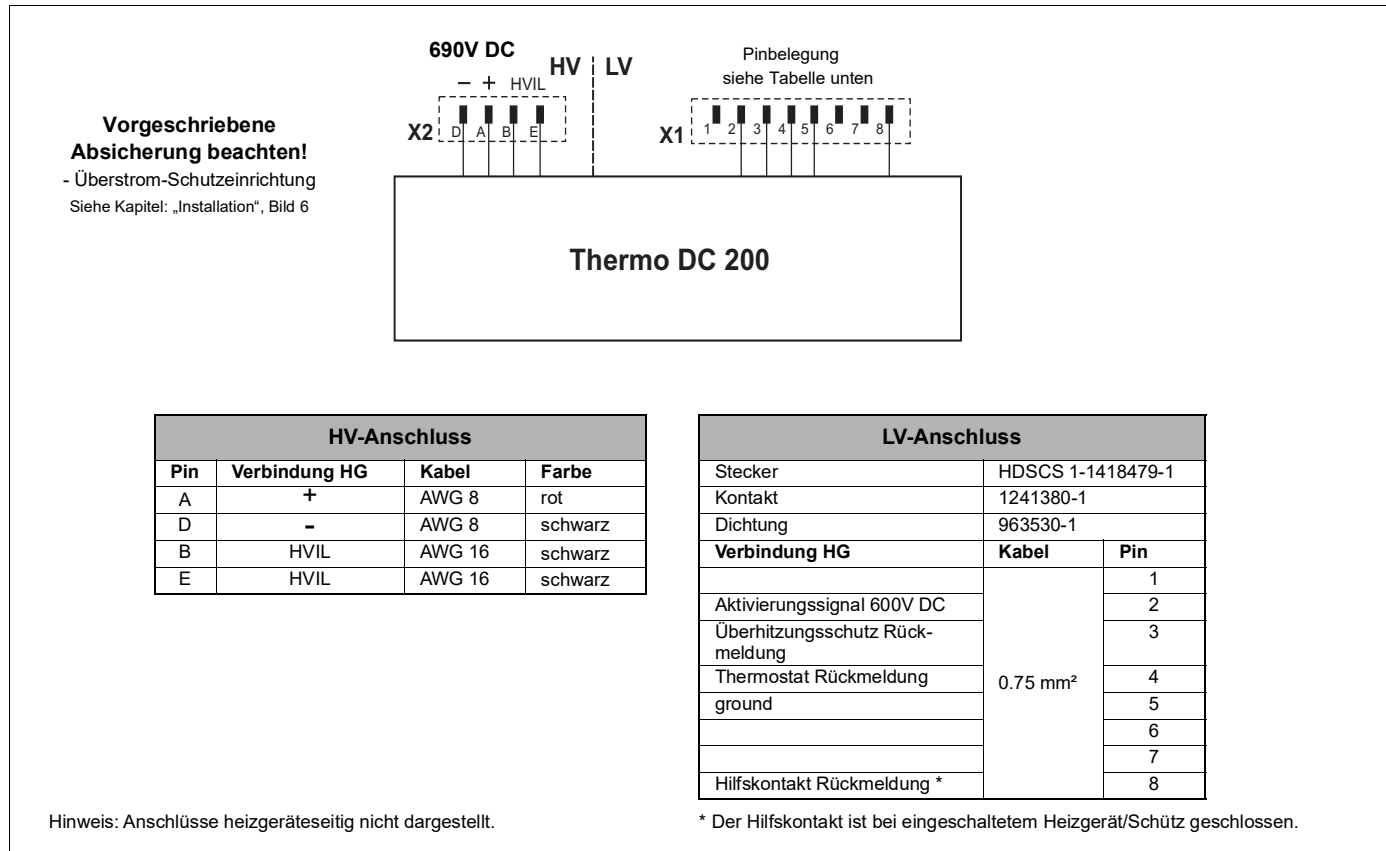 690V DC
HV LV
− + HVIL
X2 D A B E
Pinbelegung
siehe Tabelle unten
X1 1 2 3 4 5 6 7 8
Vorgeschriebene
Absicherung beachten!
- Überstrom-Schutzeinrichtung
Siehe Kapitel: „Installation“, Bild 6
Thermo DC 200
HV-Anschluss
Pin Verbindung HG Kabel Farbe
A + AWG 8 rot
D - AWG 8 schwarz
B HVIL AWG 16 schwarz
E HVIL AWG 16 schwarz
LV-Anschluss
Stecker HDSCS 1-1418479-1
Kontakt 1241380-1
Dichtung 963530-1
Verbindung HG Kabel Pin
1
Aktivierungssignal 600V DC 2
Überhitzungsschutz Rück- 3
meldung
Thermostat Rückmeldung 0.75 mm² 4
ground 5
6
7
Hilfskontakt Rückmeldung * 8
Hinweis: Anschlüsse heizgeräteseitig nicht dargestellt.
* Der Hilfskontakt ist bei eingeschaltetem Heizgerät/Schütz geschlossen.